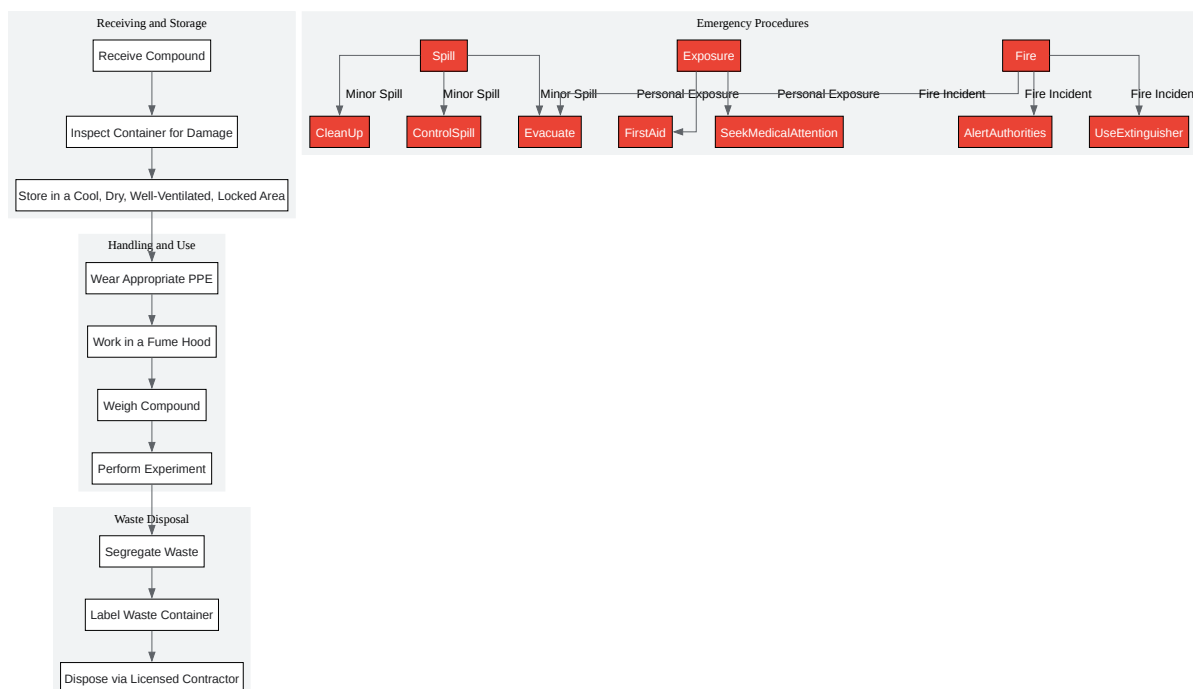 Receiving and Storage
Receive Compound
Inspect Container for Damage
Store in a Cool, Dry, Well-Ventilated, Locked Area
Handling and Use
Wear Appropriate PPE
Work in a Fume Hood
Weigh Compound
Perform Experiment
Waste Disposal
Segregate Waste
Label Waste Container
Dispose via Licensed Contractor
Emergency Procedures
Spill
Exposure
Fire
Minor Spill
Minor Spill
Minor Spill
Personal Exposure
Personal Exposure
Fire Incident
Fire Incident
Fire Inciden
CleanUp
ControlSpill
Evacuate
FirstAid
SeekMedicalAttention
AlertAuthorities
UseExtinguisher